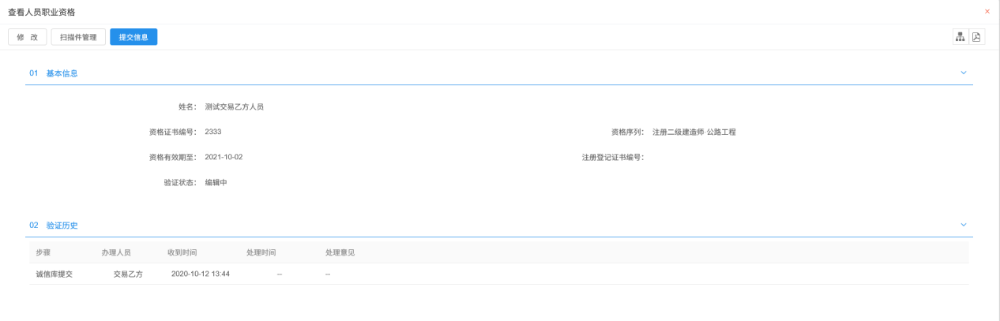 查看人员职业资格
修 改 扫描件管理 提交信息
01 基本信息
姓名： 测试交易乙方人员
资格证书编号： 2333 资格序列： 注册二级建造师·公路工程
资格有效期至： 2021-10-02 注册登记证书编号：
验证状态： 编辑中
02 验证历史
步骤 办理人员 收到时间 处理时间 处理意见
诚信库提交 交易乙方 2020-10-12 13:44 -- --